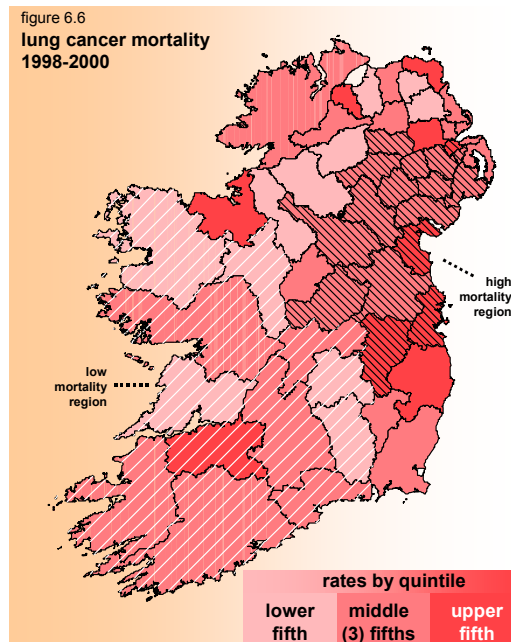 figure 6.6
lung cancer mortality
1998-2000
high
mortality
region
low
mortality
region
rates by quintile
lower middle upper
fifth (3) fifths fifth